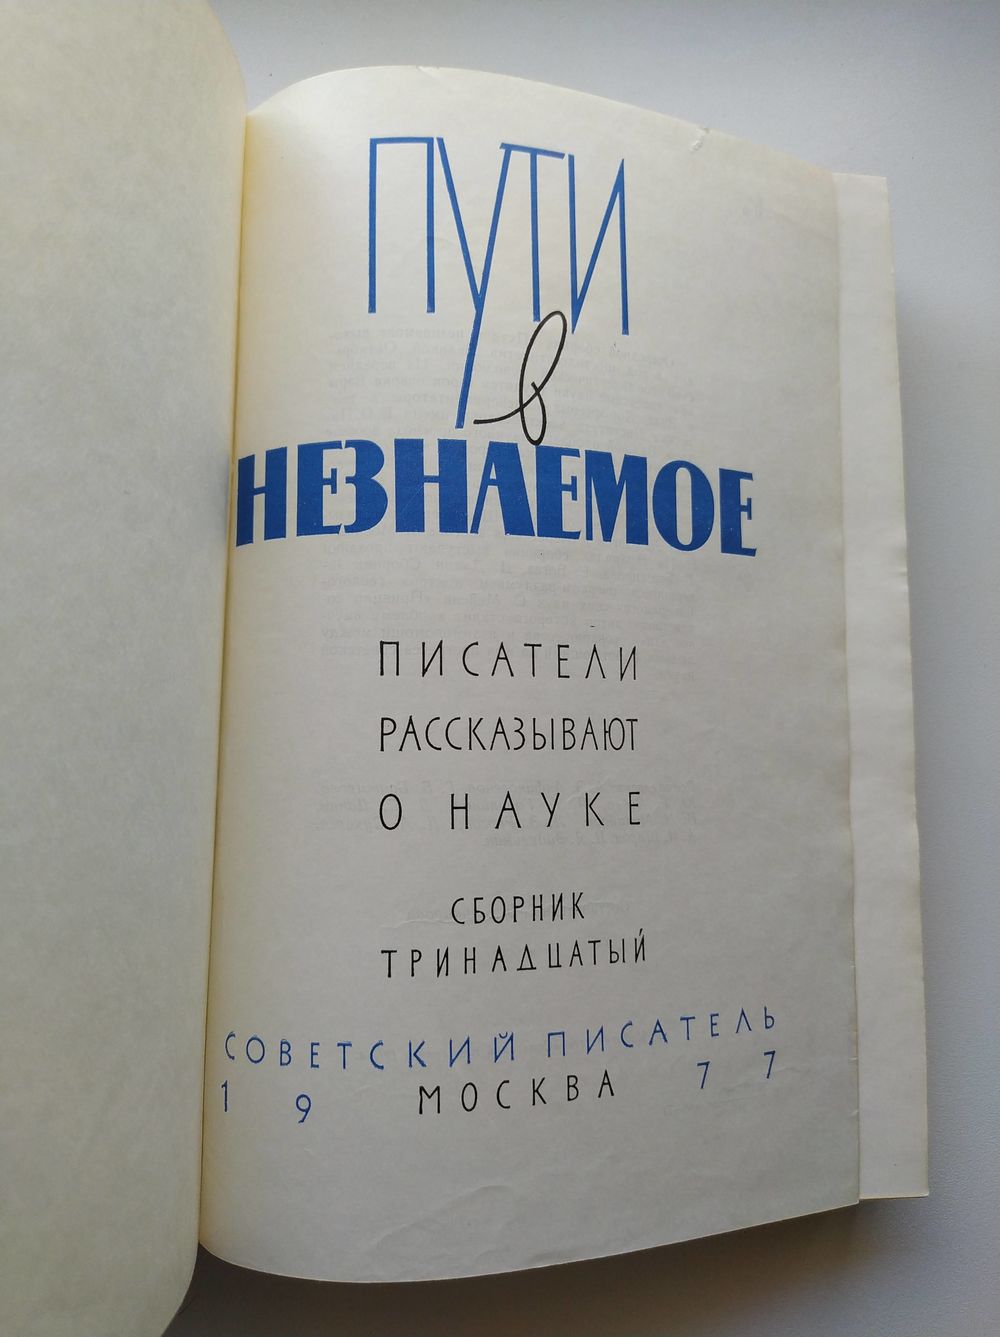 ПУТИ
в
НЕЗНАЕМОЕ
ПИСАТЕЛИ
РАССКАЗЫВАЮТ
О НАУКЕ
СБОРНИК
ТРИНАДЦАТЫЙ
СОВЕТСКИЙ ПИСАТЕЛЬ
19 МОСКВА 77